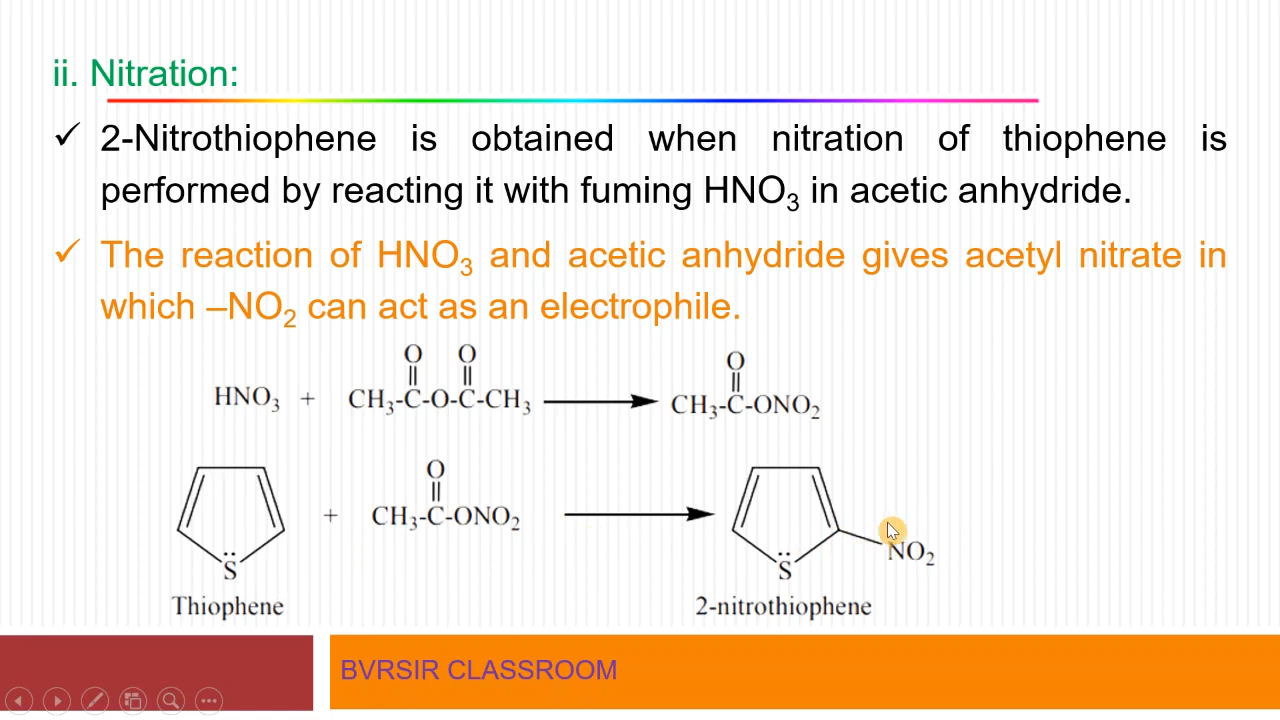 ii. Nitration:
✓ 2-Nitrothiophene is obtained when nitration of thiophene is
performed by reacting it with fuming HNO₃ in acetic anhydride.
✓ The reaction of HNO₃ and acetic anhydride gives acetyl nitrate in
which –NO₂ can act as an electrophile.
O O O
HNO₃ + CH₃-C-O-C-CH₃ CH₃-C-ONO₂
O
+ CH₃-C-ONO₂
NO₂
S S
Thiophene 2-nitrothiophene
BVRSIR CLASSROOM